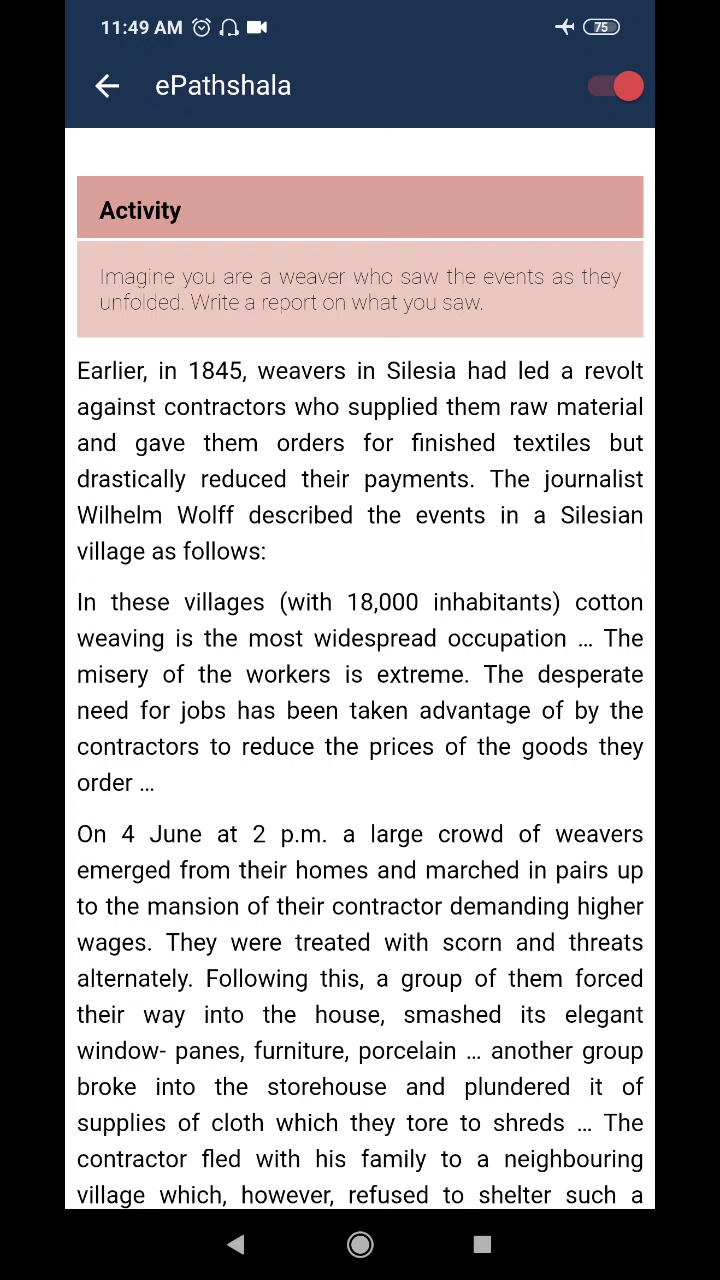 11:49 AM
75
ePathshala
Activity
Imagine you are a weaver who saw the events as they
unfolded. Write a report on what you saw.
Earlier, in 1845, weavers in Silesia had led a revolt
against contractors who supplied them raw material
and gave them orders for finished textiles but
drastically reduced their payments. The journalist
Wilhelm Wolff described the events in a Silesian
village as follows:
In these villages (with 18,000 inhabitants) cotton
weaving is the most widespread occupation … The
misery of the workers is extreme. The desperate
need for jobs has been taken advantage of by the
contractors to reduce the prices of the goods they
order …
On 4 June at 2 p.m. a large crowd of weavers
emerged from their homes and marched in pairs up
to the mansion of their contractor demanding higher
wages. They were treated with scorn and threats
alternately. Following this, a group of them forced
their way into the house, smashed its elegant
window- panes, furniture, porcelain … another group
broke into the storehouse and plundered it of
supplies of cloth which they tore to shreds … The
contractor fled with his family to a neighbouring
village which, however, refused to shelter such a